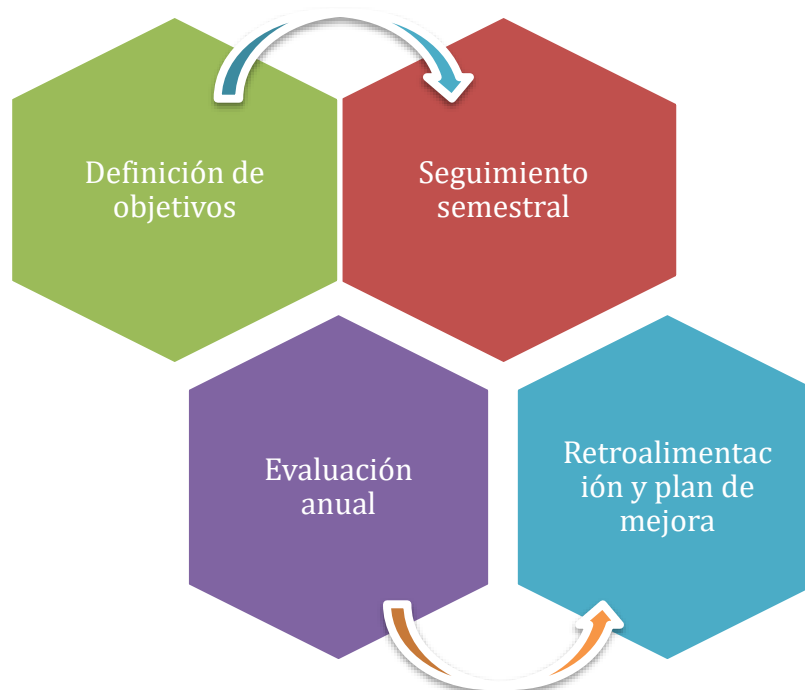 Definición de
objetivos
Seguimiento
semestral
Evaluación
anual
Retroalimentac
ión y plan de
mejora